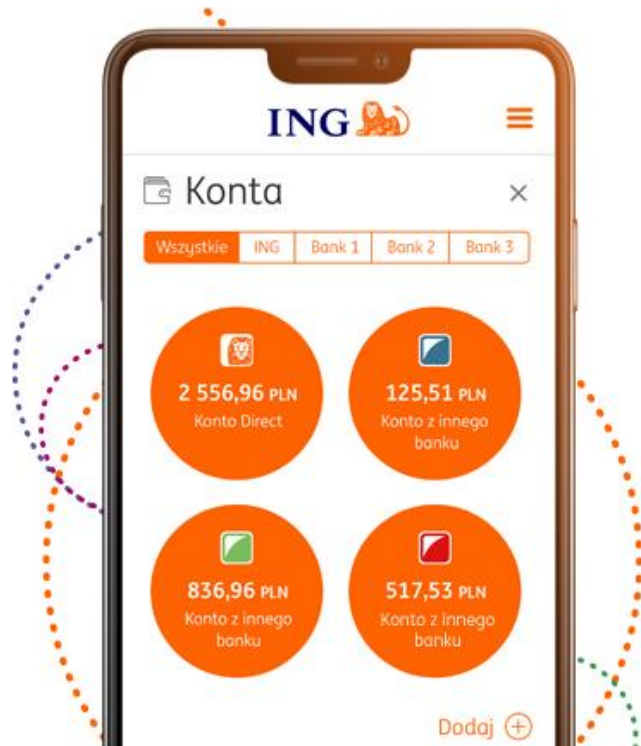 ING
Konta
Wszystkie ING Bank 1 Bank 2 Bank 3
2 556,96 PLN
Konto Direct
125,51 PLN
Konto z innego
banku
836,96 PLN
Konto z innego
banku
517,53 PLN
Konto z innego
banku
Dodaj